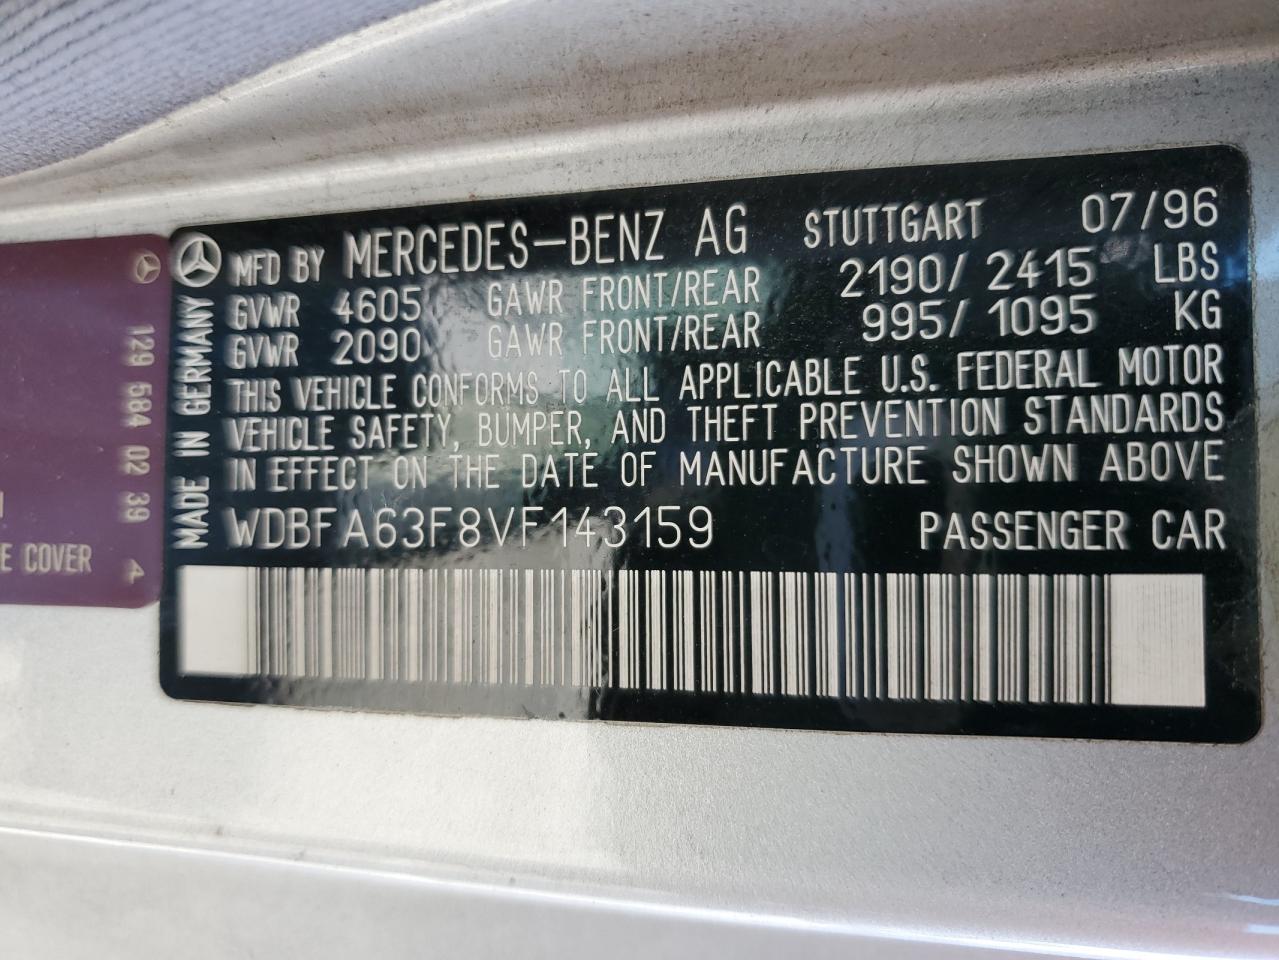 MFD BY MERCEDES-BENZ AG STUTTGART 07/96
GVWR 4605 GAWR FRONT/REAR 2190/2415 LBS
GVWR 2090 GAWR FRONT/REAR 995/1095 KG
THIS VEHICLE CONFORMS TO ALL APPLICABLE U.S. FEDERAL MOTOR
VEHICLE SAFETY, BUMPER, AND THEFT PREVENTION STANDARDS
IN EFFECT ON THE DATE OF MANUFACTURE SHOWN ABOVE
WDBFA63F8VF143159 PASSENGER CAR
MADE IN GERMANY
129 584 02 39 4
COVER